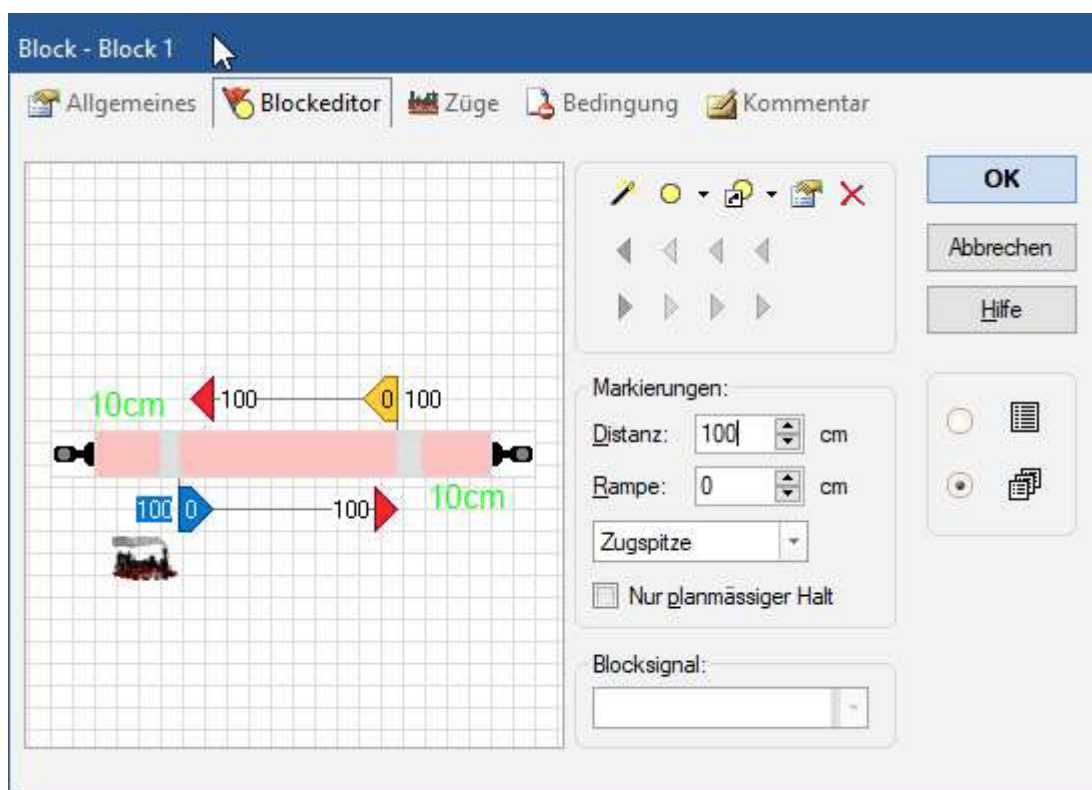 Block - Block 1
Allgemeines Blockeditor Züge Bedingung Kommentar
OK
Abbrechen
Hilfe
10cm 100 0 100
100 0 100 10cm
Markierungen:
Distanz: 100 cm
Rampe: 0 cm
Zugspitze
Nur planmässiger Halt
Blocksignal: